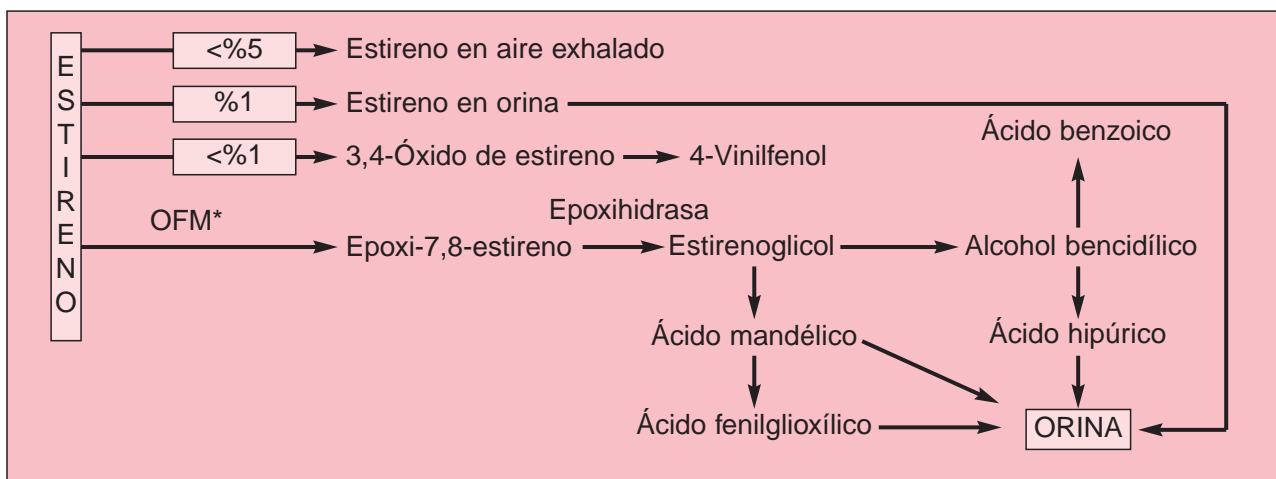 ESTIRENO
<%5
Estireno en aire exhalado
%1
Estireno en orina
<%1
3,4-Óxido de estireno
4-Vinilfenol
Ácido benzoico
OFM*
Epoxihidrasa
Epoxi-7,8-estireno
Estirenoglicol
Alcohol bencidílico
Ácido mandélico
Ácido hipúrico
Ácido fenilglioxílico
ORINA